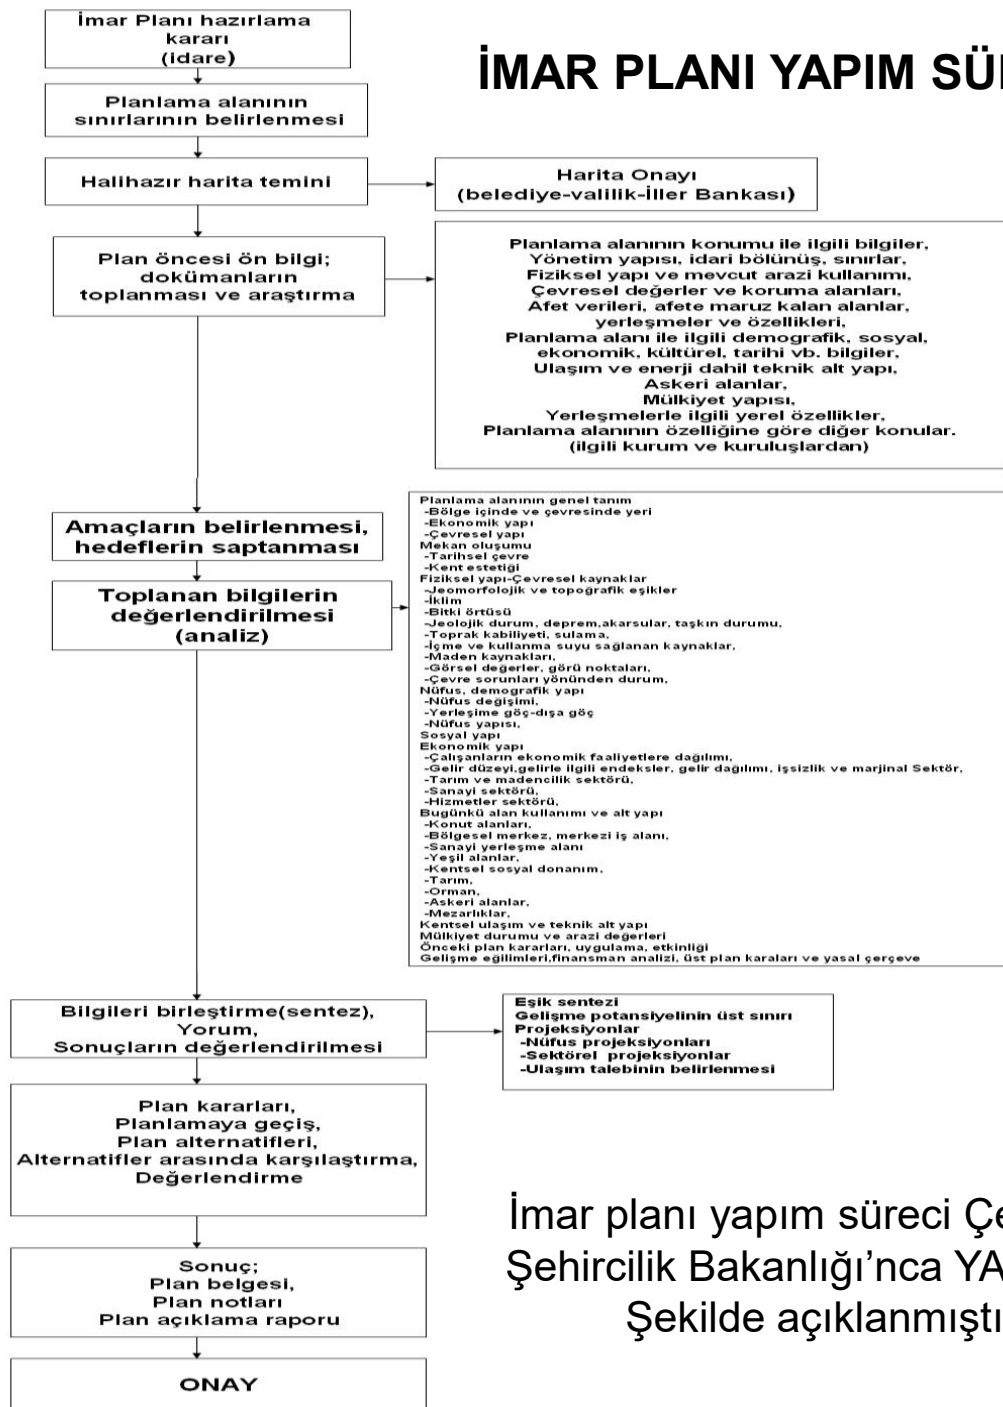 İmar Planı hazırlama
kararı
(idare)
İMAR PLANI YAPIM
Planlama alanının
sınırlarının belirlenmesi
Halihazır harita temini
Harita Onayı
(belediye-valilik-İller Bankası)
Plan öncesi ön bilgi;
dokümanların
toplanması ve araştırma
Planlama alanının konumu ile ilgili bilgiler,
Yönetim yapısı, idari bölünüş, sınırlar,
Fiziksel yapı ve mevcut arazi kullanımı,
Çevresel değerler ve koruma alanları,
Afet verileri, afete maruz kalan alanlar,
yerleşmeler ve özellikleri,
Planlama alanı ile ilgili demografik, sosyal,
ekonomik, kültürel, tarihi vb. bilgiler,
Ulaşım ve enerji dahil teknik alt yapı,
Askeri alanlar,
Mülkiyet yapısı,
Yerleşmelerle ilgili yerel özellikler,
Planlama alanının özelliğine göre diğer konular.
(ilgili kurum ve kuruluşlardan)
Amaçların belirlenmesi,
hedeflerin saptanması
Toplanan bilgilerin
değerlendirilmesi
(analiz)
Planlama alanının genel tanım
-Bölge içinde ve çevresinde yeri
-Ekonomik yapı
-Çevresel yapı
Mekan oluşumu
-Tarihsel çevre
-Kent estetiği
Fiziksel yapı-Çevresel kaynaklar
-Jeomorfolojik ve topoğrafik eşikler
-İklim
-Bitki örtüsü
-Jeolojik durum, deprem,akarsular, taşkın durumu,
-Toprak kabiliyeti, sulama,
-İçme ve kullanma suyu sağlanan kaynaklar,
-Maden kaynakları,
-Görsel değerler, görü noktaları,
-Çevre sorunları yönünden durum,
Nüfus, demografik yapı
-Nüfus değişimi,
-Yerleşime göç-dışa göç
-Nüfus yapısı,
Sosyal yapı
Ekonomik yapı
-Çalışanların ekonomik faaliyetlere dağılımı,
-Gelir düzeyi,gelirle ilgili endeksler, gelir dağılımı, işsizlik ve marjinal Sektör,
-Tarım ve madencilik sektörü,
-Sanayi sektörü,
-Hizmetler sektörü,
Bugünkü alan kullanımı ve alt yapı
-Konut alanları,
-Bölgesel merkez, merkezi iş alanı,
-Sanayi yerleşme alanı
-Yeşil alanlar,
-Kentsel sosyal donanım,
-Tarım,
-Orman,
-Askeri alanlar,
-Mezarlıklar,
Kentsel ulaşım ve teknik alt yapı
Mülkiyet durumu ve arazi değerleri
Önceki plan kararları, uygulama, etkinliği
Gelişme eğilimleri,finansman analizi, üst plan karaları ve yasal çerçeve
Bilgileri birleştirme(sentez),
Yorum,
Sonuçların değerlendirilmesi
Eşik sentezi
Gelişme potansiyelinin üst sınırı
Projeksiyonlar
-Nüfus projeksiyonları
-Sektörel projeksiyonlar
-Ulaşım talebinin belirlenmesi
Plan kararları,
Planlamaya geçiş,
Plan alternatifleri,
Alternatifler arasında karşılaştırma,
Değerlendirme
İmar planı yapım süreci
Şehircilik Bakanlığı'nca
Şekilde
Sonuç;
Plan belgesi,
Plan notları
Plan açıklama raporu
ONAY